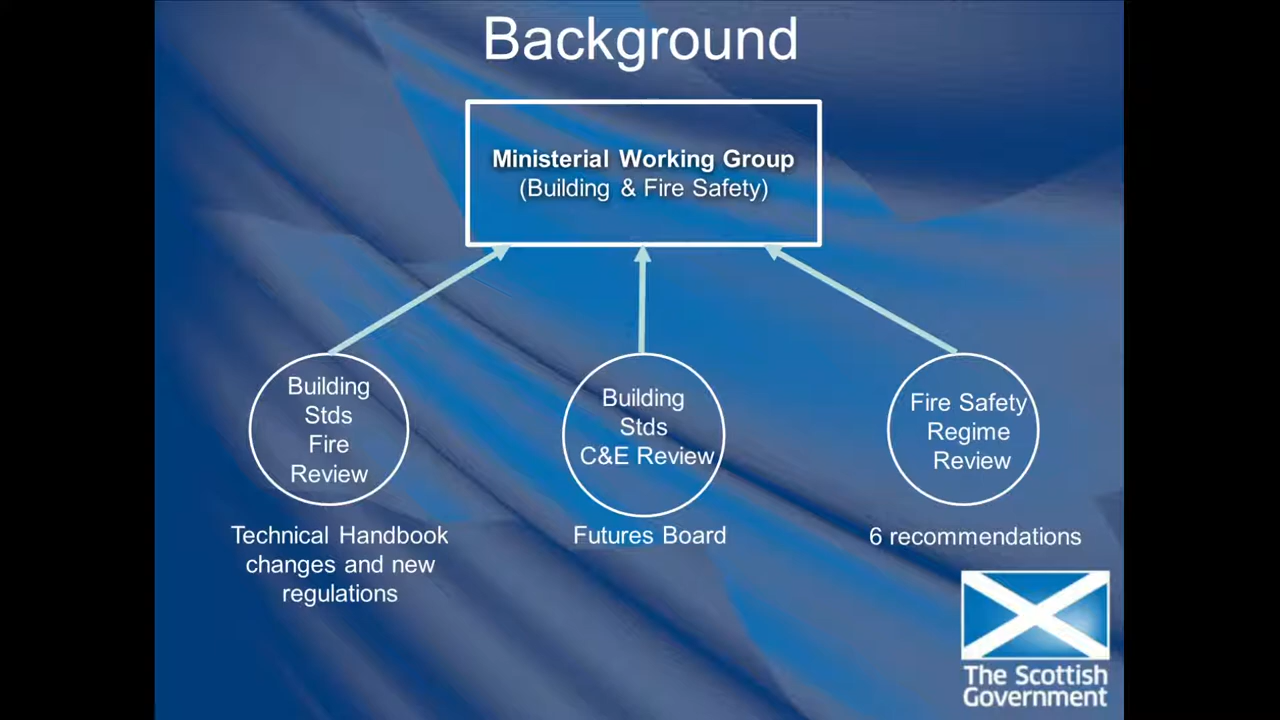 Background
Ministerial Working Group
(Building & Fire Safety)
Building
Stds
Fire
Review
Technical Handbook
changes and new
regulations
Building
Stds
C&E Review
Futures Board
Fire Safety
Regime
Review
6 recommendations
The Scottish
Government